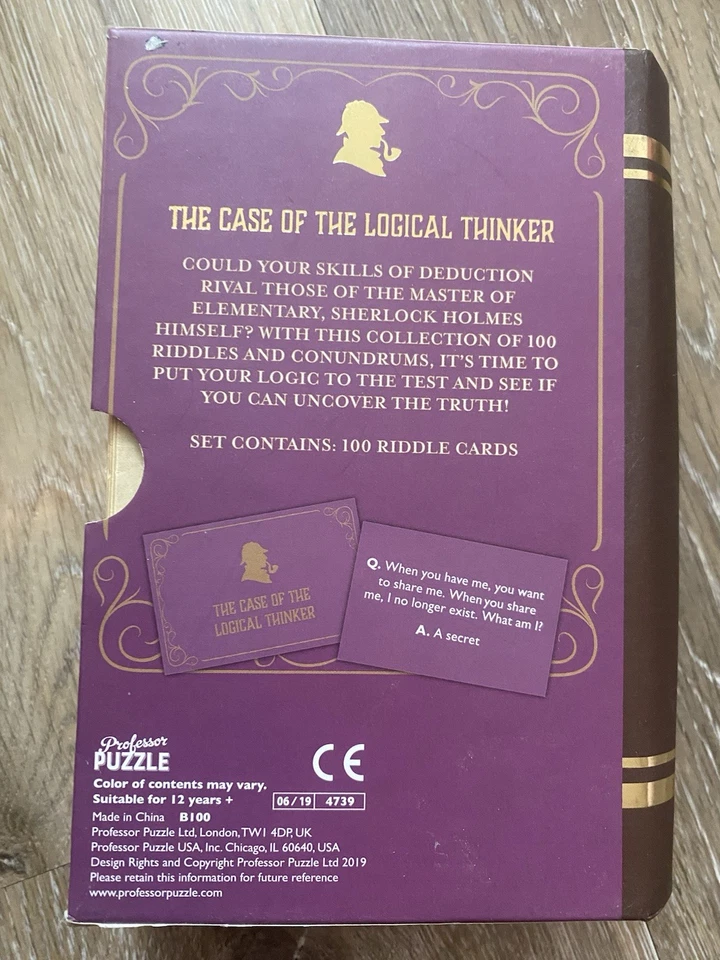 THE CASE OF THE LOGICAL THINKER
COULD YOUR SKILLS OF DEDUCTION
RIVAL THOSE OF THE MASTER OF
ELEMENTARY, SHERLOCK HOLMES
HIMSELF? WITH THIS COLLECTION OF 100
RIDDLES AND CONUNDRUMS, IT'S TIME TO
PUT YOUR LOGIC TO THE TEST AND SEE IF
YOU CAN UNCOVER THE TRUTH!
SET CONTAINS: 100 RIDDLE CARDS
THE CASE OF THE
LOGICAL THINKER
Q. When you have me, you want
to share me. When you share
me, I no longer exist. What am I?
A. A secret
Professor
PUZZLE
CE
Color of contents may vary.
Suitable for 12 years +
06/19 4739
Made in China B100
Professor Puzzle Ltd, London, TW1 4DP, UK
Professor Puzzle USA, Inc. Chicago, IL 60640, USA
Design Rights and Copyright Professor Puzzle Ltd 2019
Please retain this information for future reference
www.professorpuzzle.com